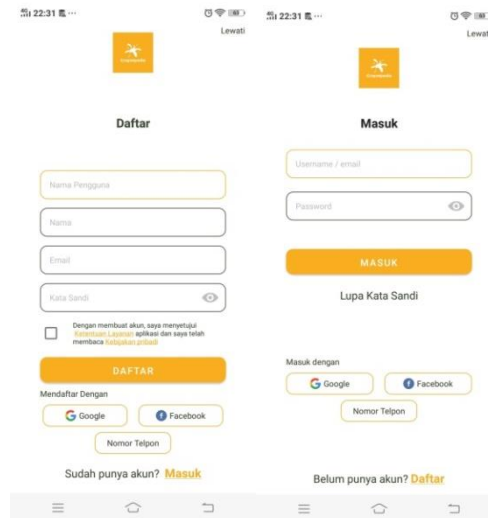 22:31
Lewati
Daftar
Nama Pengguna
Nama
Email
Kata Sandi
Dengan membuat akun, saya menyetujui
Ketentuan Layanan aplikasi dan saya telah
membaca Kebijakan pribadi
DAFTAR
Mendaftar Dengan
Google
Facebook
Nomor Telpon
Sudah punya akun? Masuk
22:31
Lewati
Masuk
Username / email
Password
MASUK
Lupa Kata Sandi
Masuk dengan
Google
Facebook
Nomor Telpon
Belum punya akun? Daftar